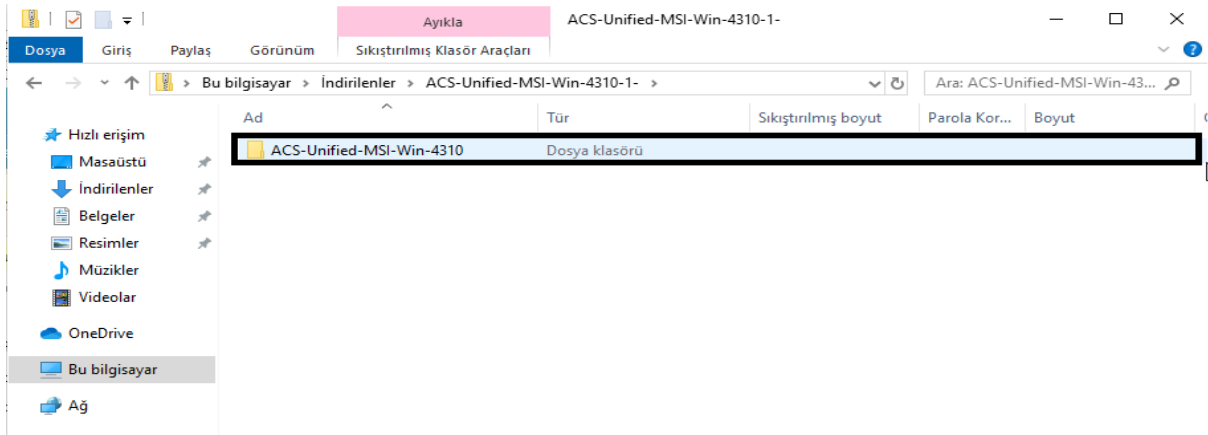 Ayıkla
ACS-Unified-MSI-Win-4310-1-
Dosya Giriş Paylaş Görünüm Sıkıştırılmış Klasör Araçları
Bu bilgisayar > İndirilenler > ACS-Unified-MSI-Win-4310-1- >
Ara: ACS-Unified-MSI-Win-43...
Ad Tür Sıkıştırılmış boyut Parola Kor... Boyut
Hızlı erişim
ACS-Unified-MSI-Win-4310 Dosya klasörü
Masaüstü
İndirilenler
Belgeler
Resimler
Müzikler
Videolar
OneDrive
Bu bilgisayar
Ağ